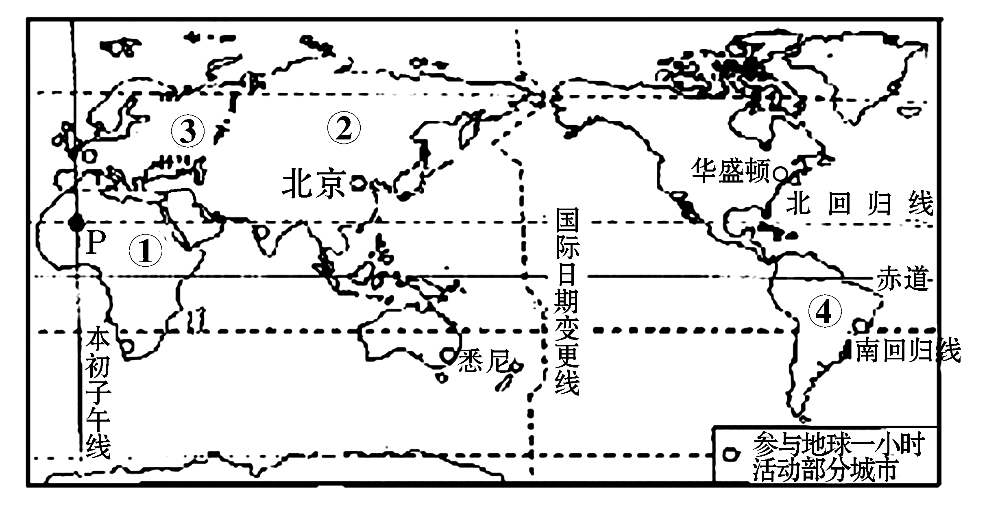 ③
②
华盛顿
北京
北回归线
国际日期变更线
P
①
赤道
④
本初子午线
悉尼
南回归线
参与地球一小时
活动部分城市